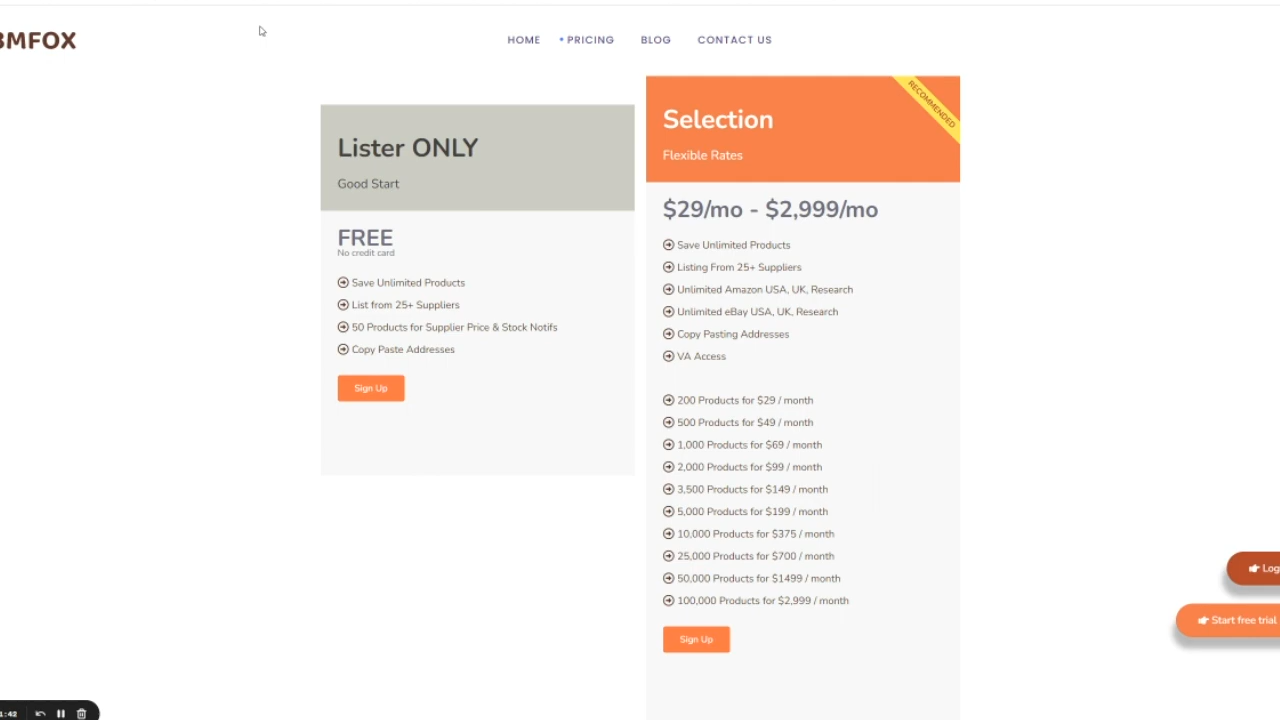 BMFOX
HOME
PRICING
BLOG
CONTACT US
Lister ONLY
Good Start
FREE
No credit card
Save Unlimited Products
List from 25+ Suppliers
50 Products for Supplier Price & Stock Notifs
Copy Paste Addresses
Sign Up
RECOMMENDED
Selection
Flexible Rates
$29/mo - $2,999/mo
Save Unlimited Products
Listing From 25+ Suppliers
Unlimited Amazon USA, UK, Research
Unlimited eBay USA, UK, Research
Copy Pasting Addresses
VA Access
200 Products for $29 / month
500 Products for $49 / month
1,000 Products for $69 / month
2,000 Products for $99 / month
3,500 Products for $149 / month
5,000 Products for $199 / month
10,000 Products for $375 / month
25,000 Products for $700 / month
50,000 Products for $1499 / month
100,000 Products for $2,999 / month
Sign Up
Log
Start free trial
1:42